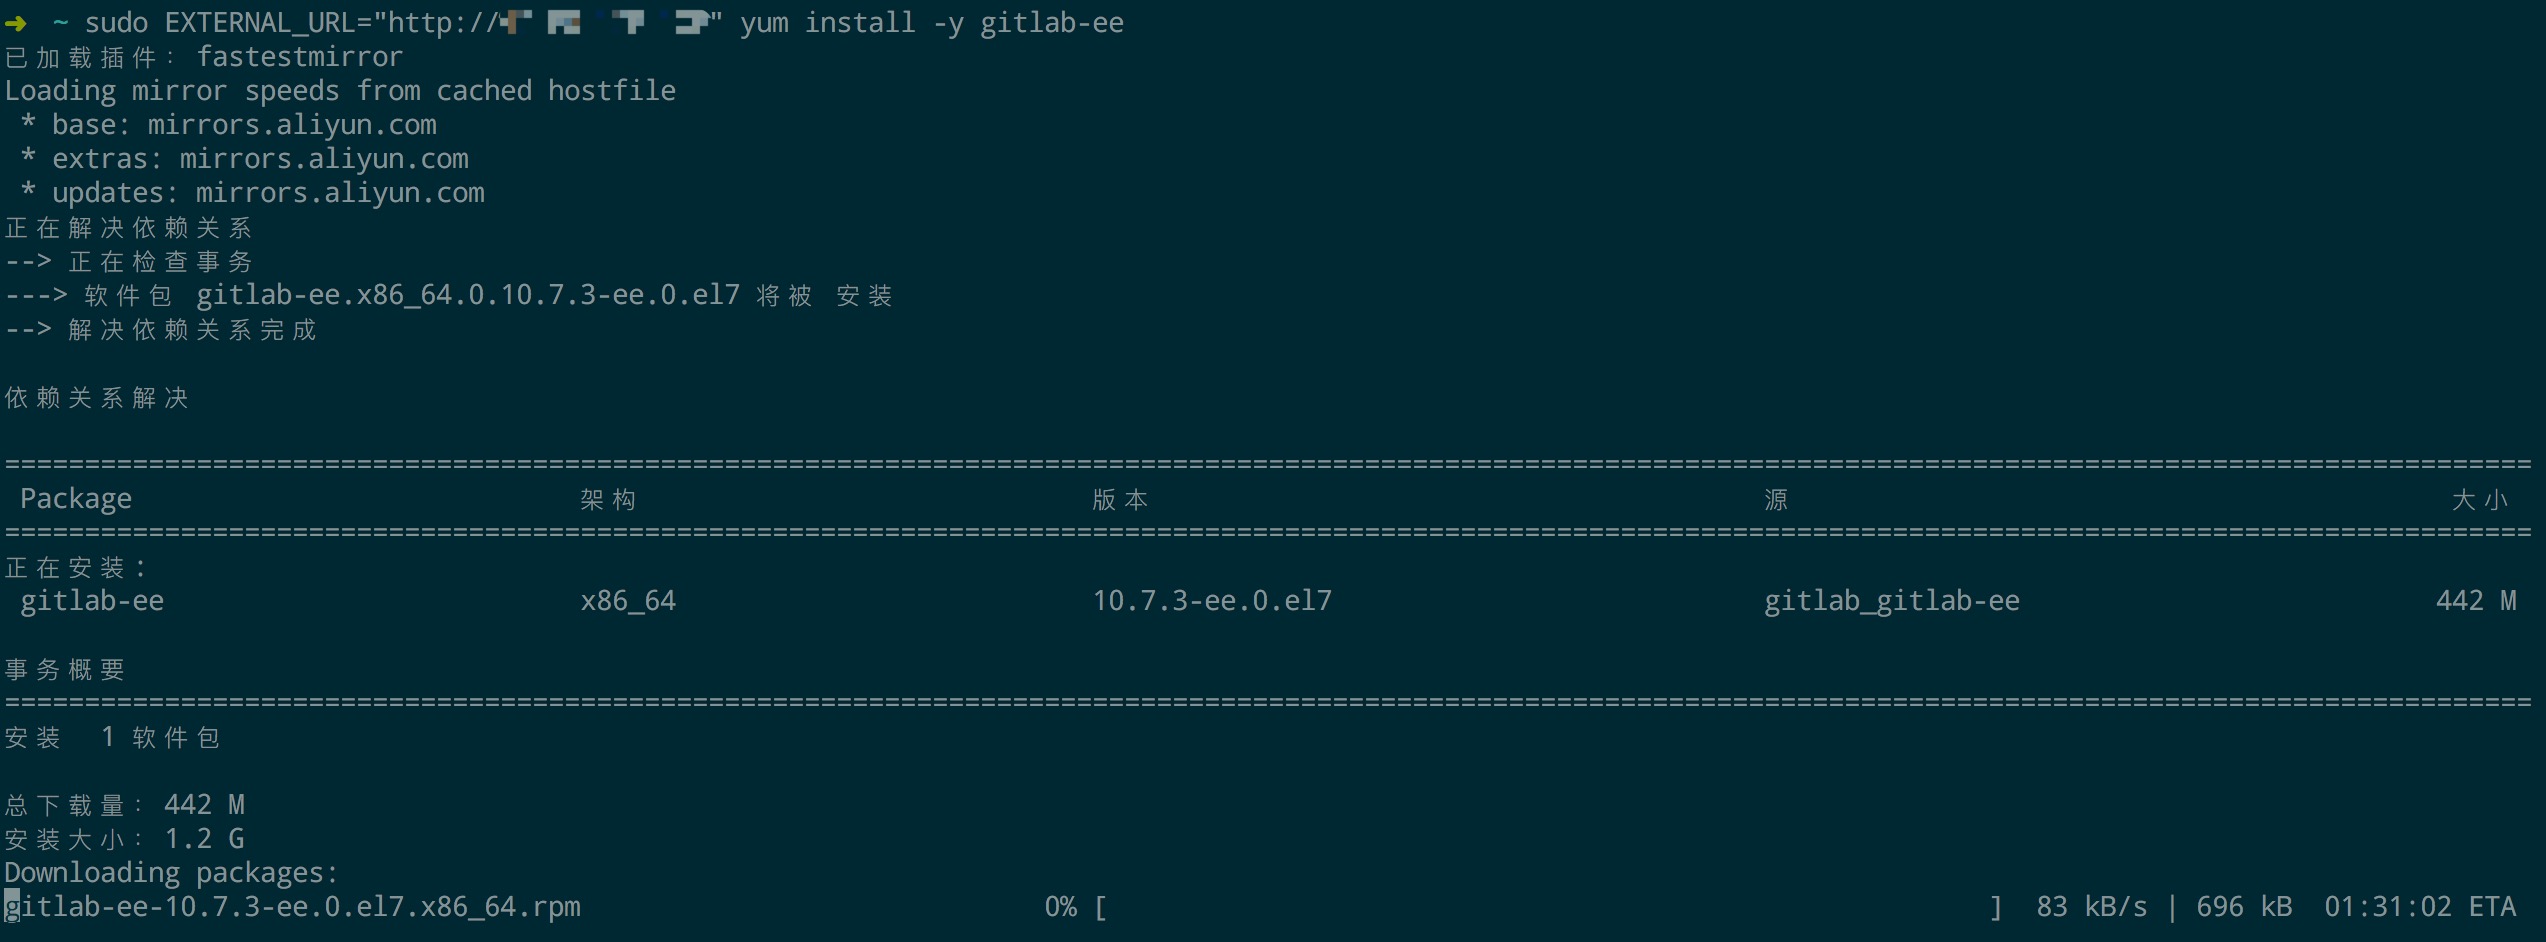 ➜ ~ sudo EXTERNAL_URL="http://" yum install -y gitlab-ee
已加载插件：fastestmirror
Loading mirror speeds from cached hostfile
 * base: mirrors.aliyun.com
 * extras: mirrors.aliyun.com
 * updates: mirrors.aliyun.com
正在解决依赖关系
--> 正在检查事务
---> 软件包 gitlab-ee.x86_64.0.10.7.3-ee.0.el7 将被 安装
--> 解决依赖关系完成
依赖关系解决
================================================================================
 Package 架构 版本 源 大小
================================================================================
正在安装:
 gitlab-ee x86_64 10.7.3-ee.0.el7 gitlab_gitlab-ee 442 M
事务概要
================================================================================
安装  1 软件包
总下载量：442 M
安装大小：1.2 G
Downloading packages:
gitlab-ee-10.7.3-ee.0.el7.x86_64.rpm 0% [ ] 83 kB/s | 696 kB 01:31:02 ETA